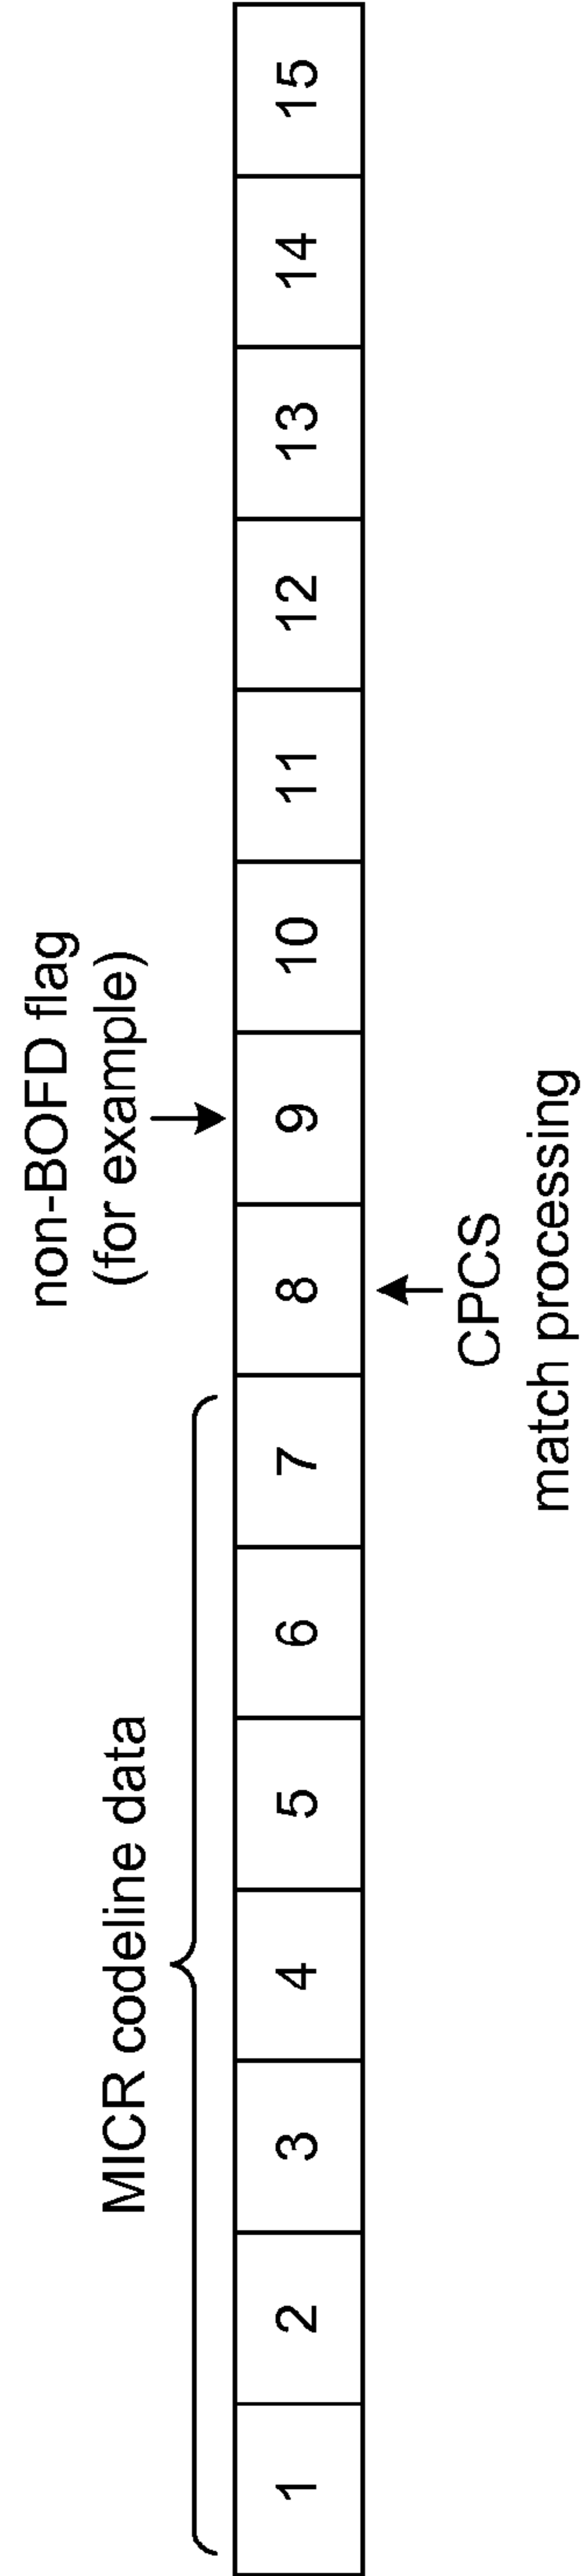 non-BOFD flag
(for example)
MICR codeline data
1 2 3 4 5 6 7 8 9 10 11 12 13 14 15
CPCS
match processing